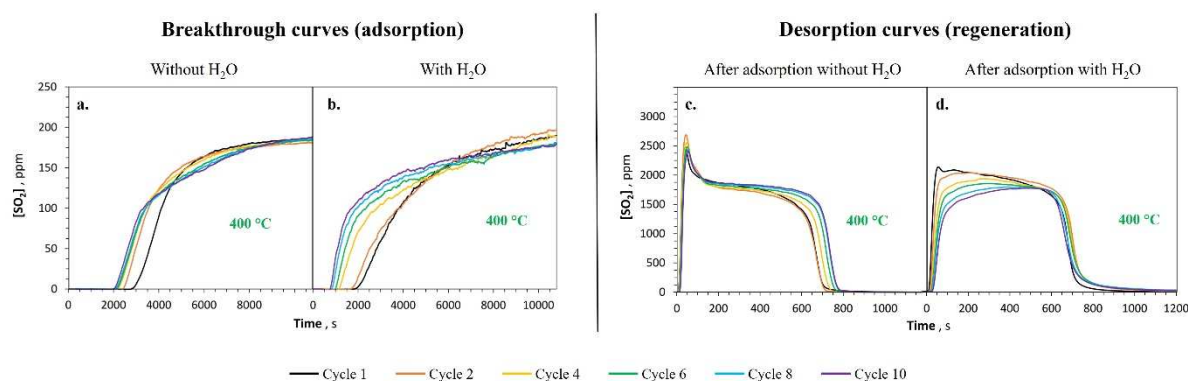 Breakthrough curves (adsorption)
Without H₂O
With H₂O
250
200
150
100
50
0
[SO₂], ppm
a.
400 °C
b.
400 °C
0 2000 4000 6000 8000 0 2000 4000 6000 8000 10000
Time , s
Desorption curves (regeneration)
After adsorption without H₂O
After adsorption with H₂O
3000
2500
2000
1500
1000
500
0
[SO₂] , ppm
c.
400 °C
d.
400 °C
0 200 400 600 800 0 200 400 600 800 1000 1200
Time , s
Cycle 1 Cycle 2 Cycle 4 Cycle 6 Cycle 8 Cycle 10